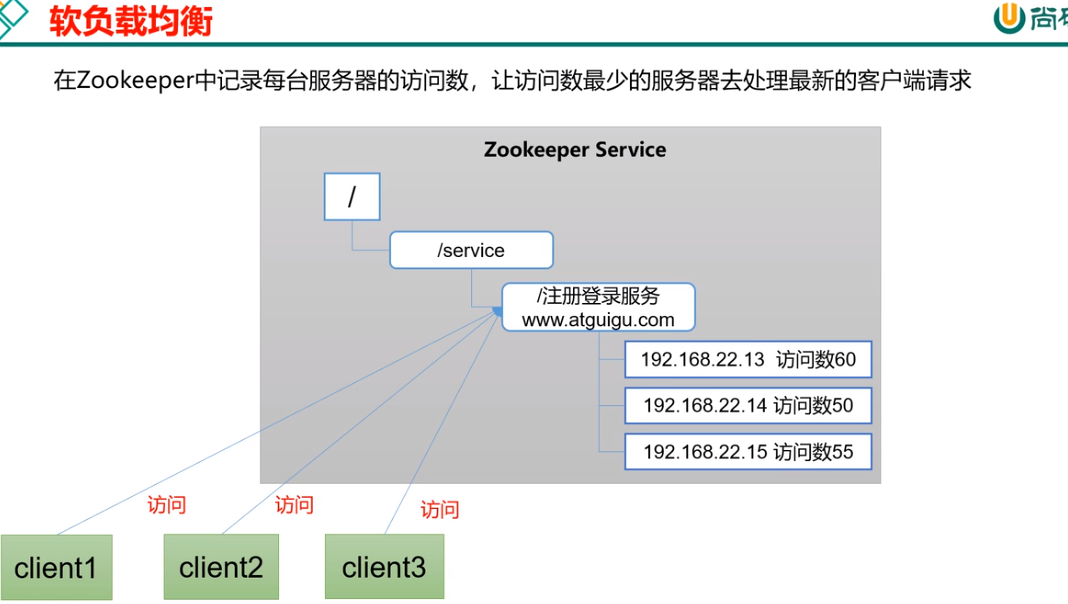 软负载均衡
尚
在Zookeeper中记录每台服务器的访问数，让访问数最少的服务器去处理最新的客户端请求
Zookeeper Service
/
/service
/注册登录服务
www.atguigu.com
192.168.22.13 访问数60
192.168.22.14 访问数50
192.168.22.15 访问数55
访问
访问
访问
client1
client2
client3